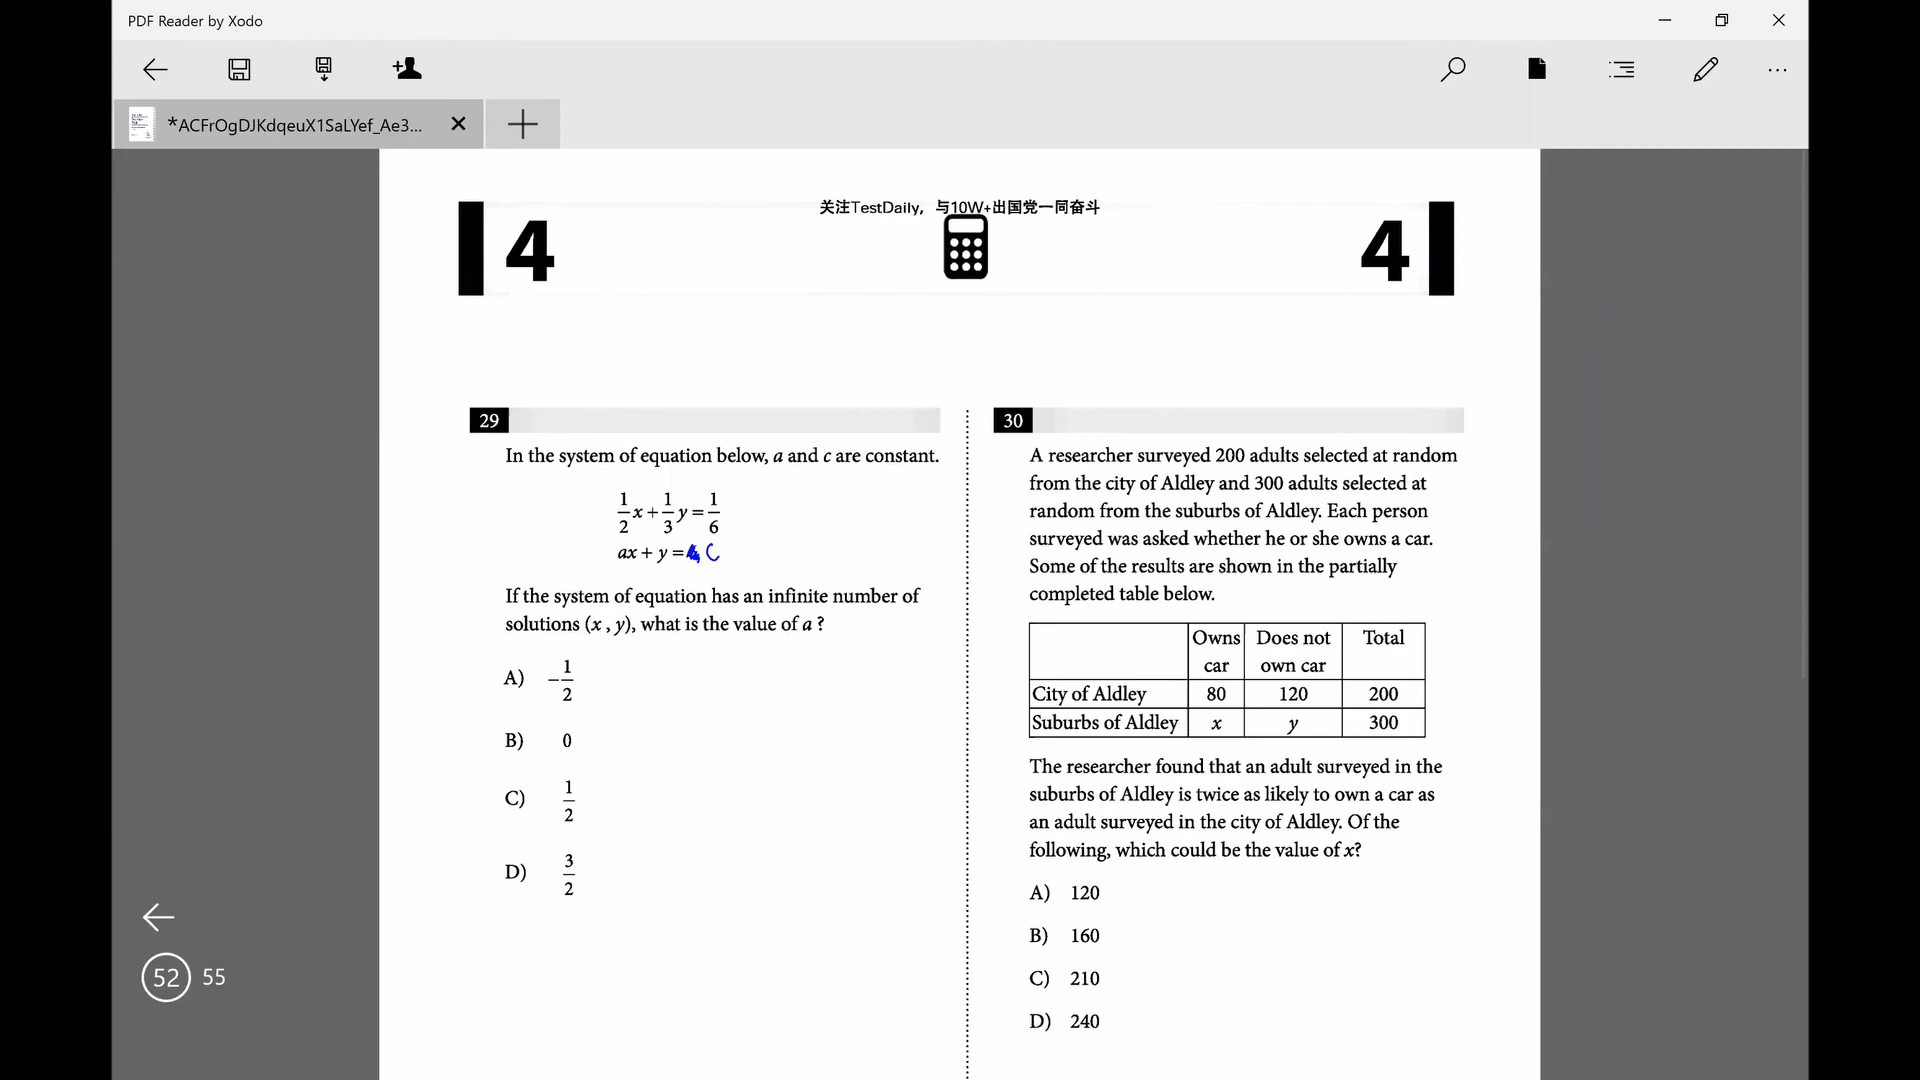 PDF Reader by Xodo
*ACFrOgDJKdqeuX1SaLYef_Ae3...
关注TestDaily，与10W+出国党一同奋斗
4
4
29
In the system of equation below, a and c are constant.
1/2 x + 1/3 y = 1/6
ax + y = C
If the system of equation has an infinite number of
solutions (x , y), what is the value of a ?
A) -1/2
B) 0
C) 1/2
D) 3/2
30
A researcher surveyed 200 adults selected at random
from the city of Aldley and 300 adults selected at
random from the suburbs of Aldley. Each person
surveyed was asked whether he or she owns a car.
Some of the results are shown in the partially
completed table below.
Owns car Does not own car Total
City of Aldley 80 120 200
Suburbs of Aldley x y 300
The researcher found that an adult surveyed in the
suburbs of Aldley is twice as likely to own a car as
an adult surveyed in the city of Aldley. Of the
following, which could be the value of x?
A) 120
B) 160
C) 210
D) 240
52 55